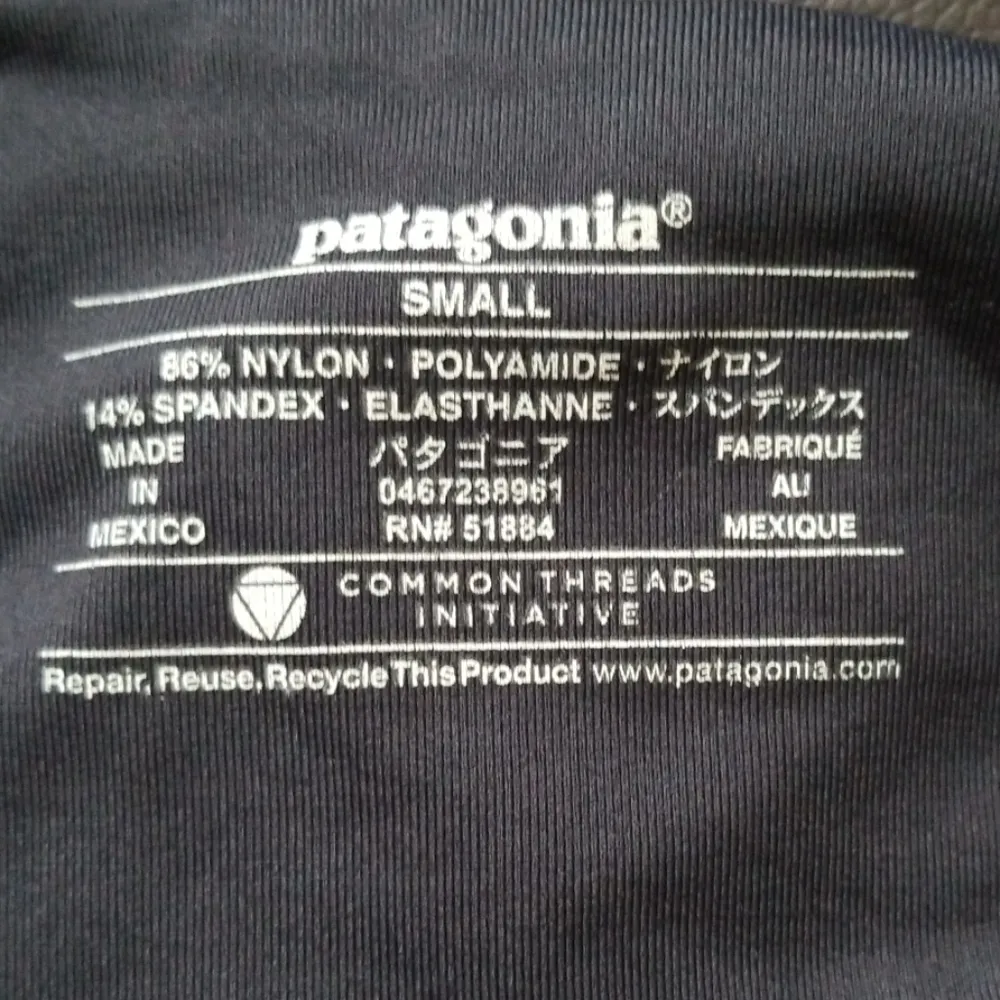 patagonia®
SMALL
86% NYLON · POLYAMIDE · ナイロン
14% SPANDEX · ELASTHANNE · スパンデックス
MADE IN MEXICO
パタゴニア
0467238961
RN# 51884
FABRIQUÉ AU MEXIQUE
COMMON THREADS
INITIATIVE
Repair, Reuse, Recycle This Product www.patagonia.com